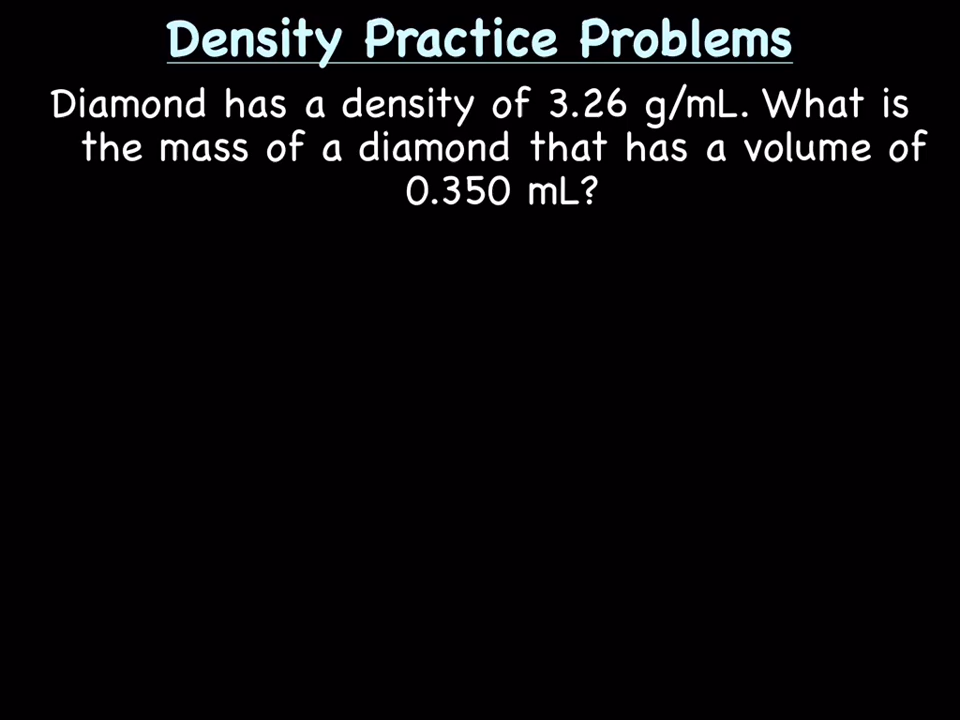 Density Practice Problems
Diamond has a density of 3.26 g/mL. What is
the mass of a diamond that has a volume of
0.350 mL?